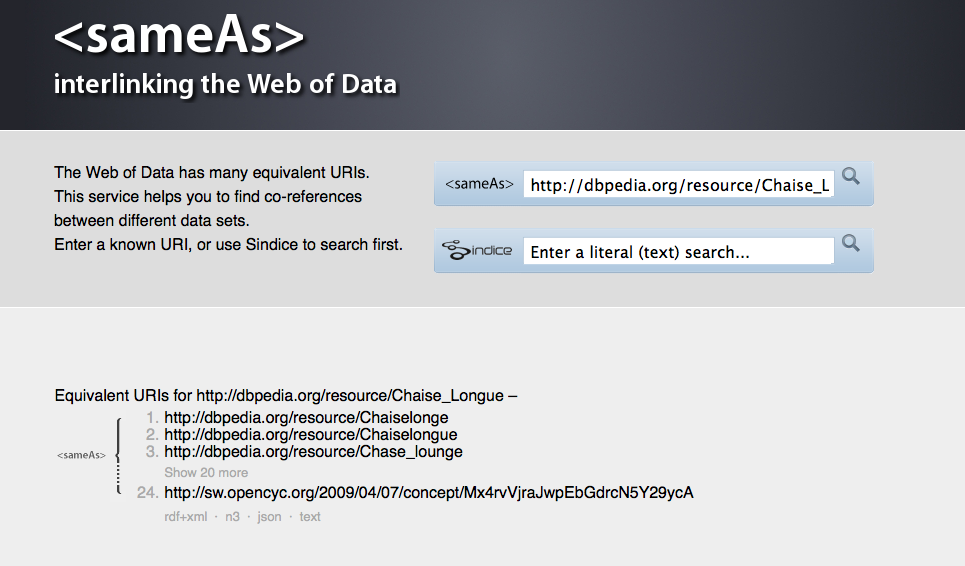 <sameAs>
interlinking the Web of Data
The Web of Data has many equivalent URIs.
This service helps you to find co-references
between different data sets.
Enter a known URI, or use Sindice to search first.
<sameAs> http://dbpedia.org/resource/Chaise_L
sindice Enter a literal (text) search...
Equivalent URIs for http://dbpedia.org/resource/Chaise_Longue –
<sameAs>
1. http://dbpedia.org/resource/Chaiselonge
2. http://dbpedia.org/resource/Chaiselongue
3. http://dbpedia.org/resource/Chase_lounge
Show 20 more
24. http://sw.opencyc.org/2009/04/07/concept/Mx4rvVjraJwpEbGdrcN5Y29ycA
rdf+xml · n3 · json · text